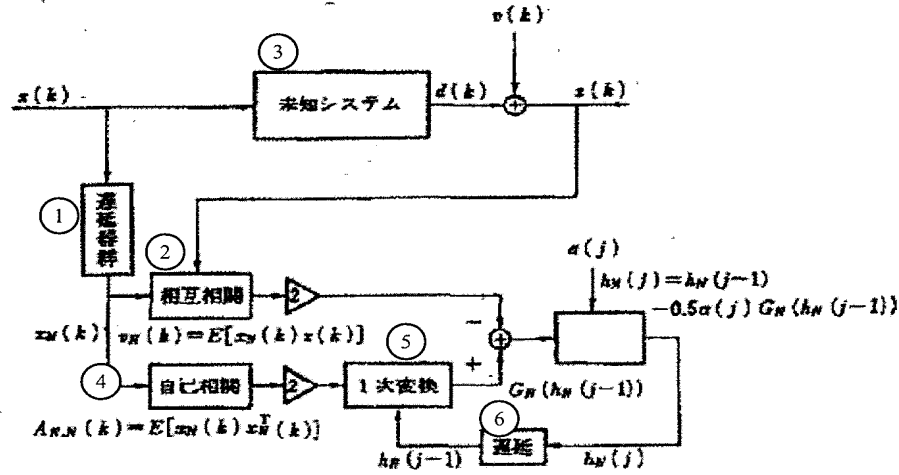 v(k)
③
x(k)
未知システム
d(k)
+
z(k)
①
遅延群
②
α(j)
相互相関
2
h_N(j)=h_N(j-1)
-0.5α(j)G_N(h_N(j-1))
−
x_N(k)
v_N(k)=E[x_N(k)z(k)]
⑤
+
+
④
自己相関
2
1次変換
G_N(h_N(j-1))
A_{N,N}(k)=E[x_N(k)x_N^T(k)]
⑥
遅延
h_N(j-1)
h_N(j)